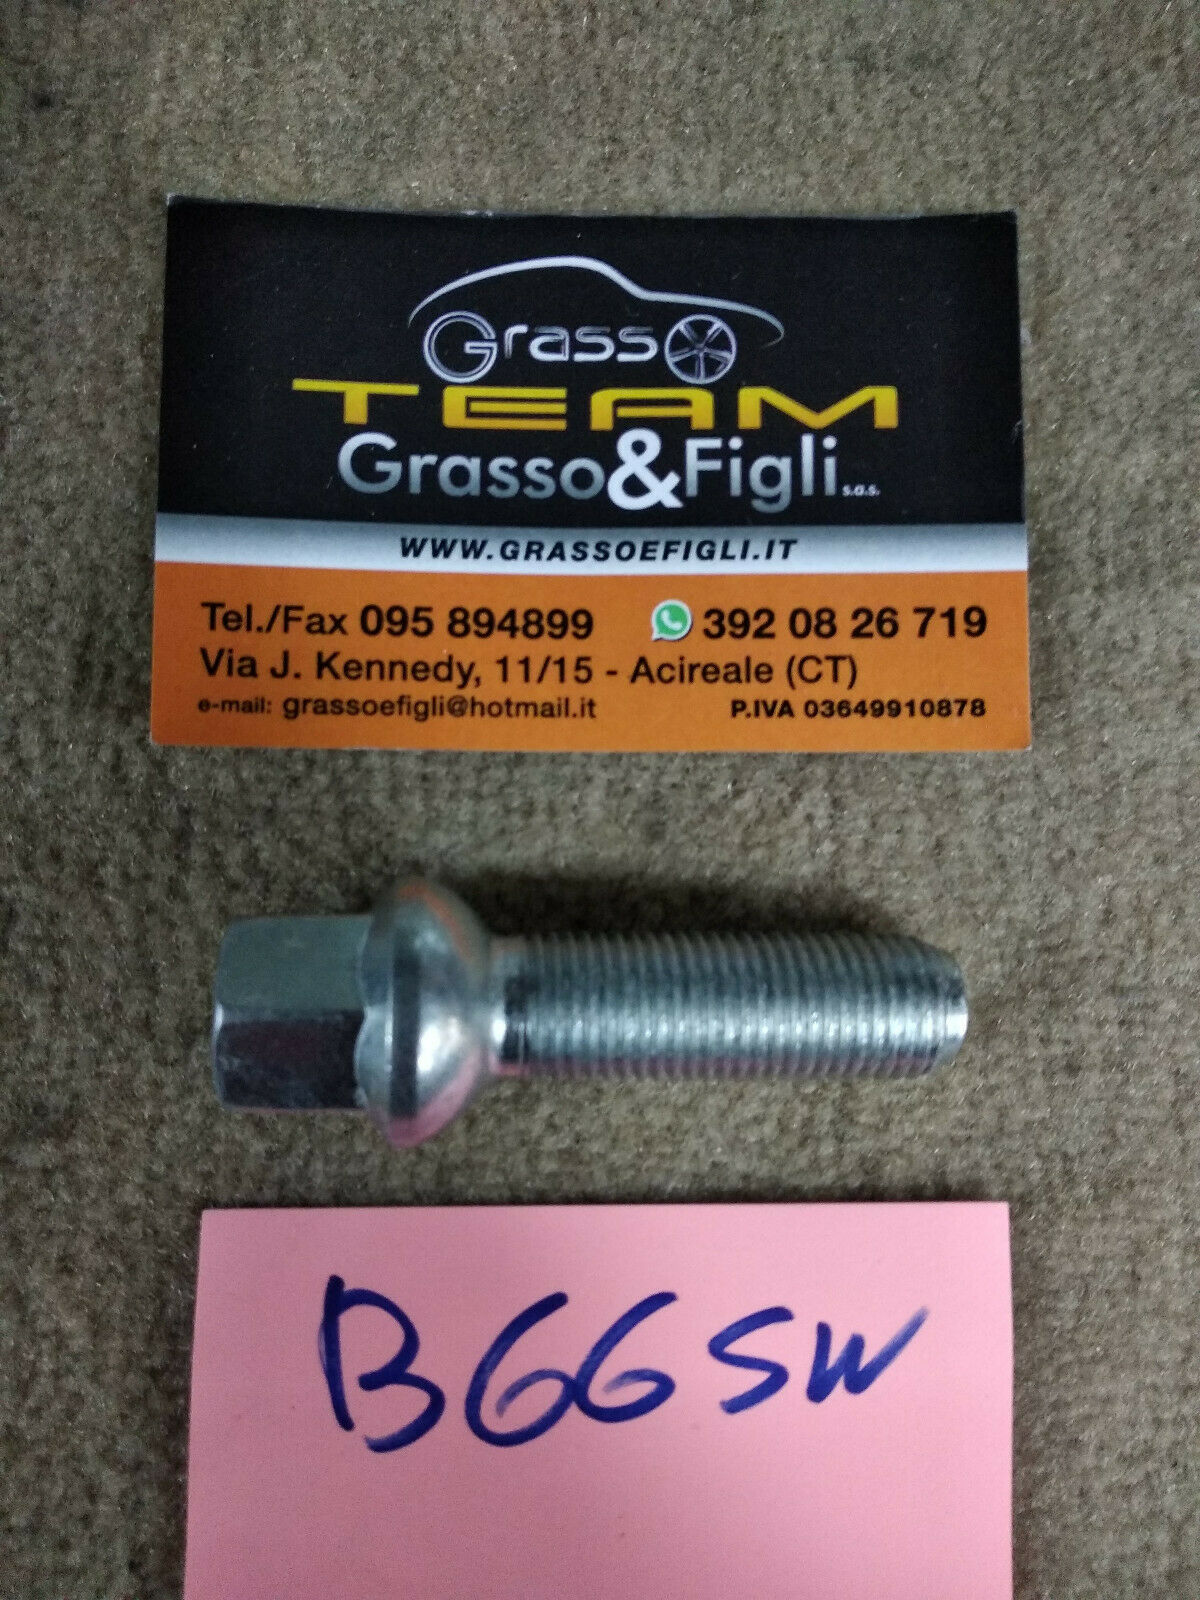 Grasso
TEAM
Grasso&Figli s.a.s.
WWW.GRASSOEFIGLI.IT
Tel./Fax 095 894899 392 08 26 719
Via J. Kennedy, 11/15 - Acireale (CT)
e-mail: grassoefigli@hotmail.it P.IVA 03649910878
B66SW